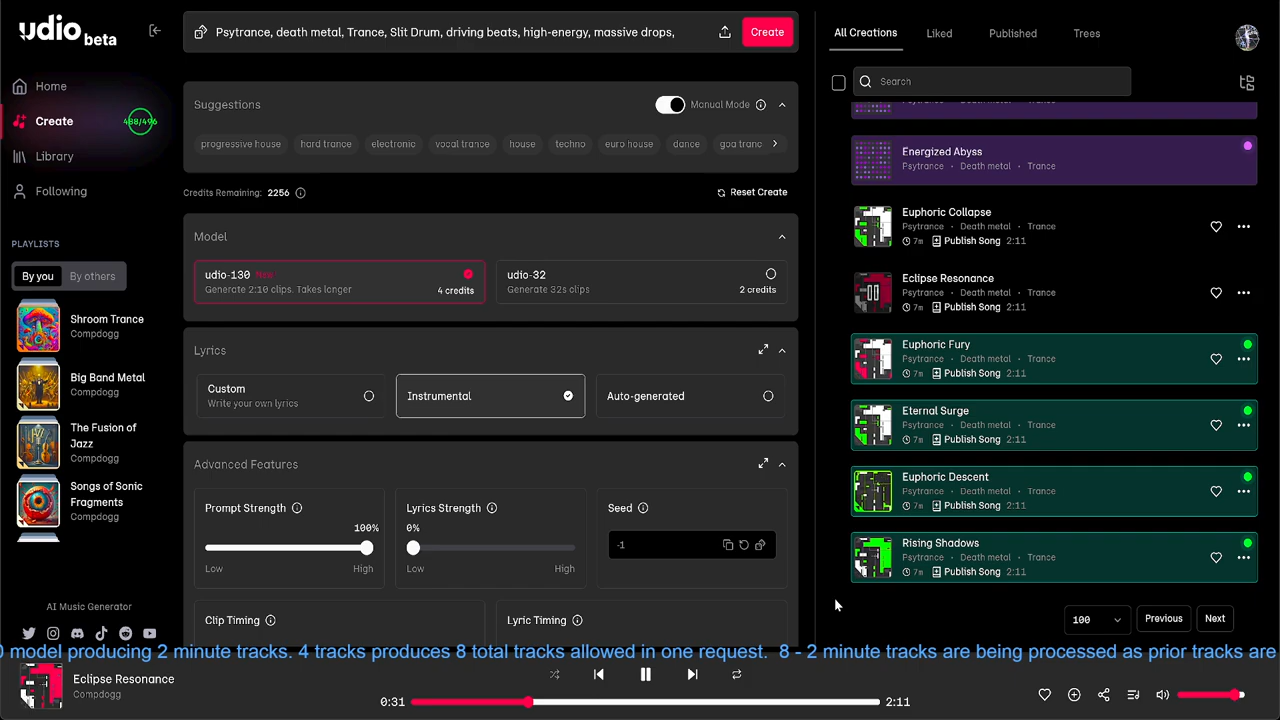 udio beta
Home
Create
488/496
Library
Following
PLAYLISTS
By you
By others
Shroom Trance
Compdogg
Big Band Metal
Compdogg
The Fusion of
Jazz
Compdogg
Songs of Sonic
Fragments
Compdogg
AI Music Generator
Psytrance, death metal, Trance, Slit Drum, driving beats, high-energy, massive drops,
Create
Suggestions
Manual Mode
progressive house
hard trance
electronic
vocal trance
house
techno
euro house
dance
goa tranc
Credits Remaining: 2256
Reset Create
Model
udio-130 New
Generate 2:10 clips. Takes longer
4 credits
udio-32
Generate 32s clips
2 credits
Lyrics
Custom
Write your own lyrics
Instrumental
Auto-generated
Advanced Features
Prompt Strength
100%
Low
High
Lyrics Strength
0%
Low
High
Seed
-1
Clip Timing
Lyric Timing
All Creations
Liked
Published
Trees
Search
Psytrance · Death metal · Trance
Energized Abyss
Psytrance · Death metal · Trance
Euphoric Collapse
Psytrance · Death metal · Trance
7m Publish Song 2:11
Eclipse Resonance
Psytrance · Death metal · Trance
7m Publish Song 2:11
Euphoric Fury
Psytrance · Death metal · Trance
7m Publish Song 2:11
Eternal Surge
Psytrance · Death metal · Trance
7m Publish Song 2:11
Euphoric Descent
Psytrance · Death metal · Trance
7m Publish Song 2:11
Rising Shadows
Psytrance · Death metal · Trance
7m Publish Song 2:11
100
Previous
Next
0 model producing 2 minute tracks. 4 tracks produces 8 total tracks allowed in one request. 8 - 2 minute tracks are being processed as prior tracks are
Eclipse Resonance
Compdogg
0:31
2:11